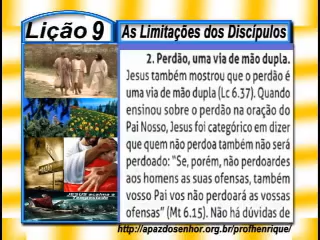 Lição 9
As Limitações dos Discípulos
2. Perdão, uma via de mão dupla.
Jesus também mostrou que o perdão é
uma via de mão dupla (Lc 6.37). Quando
ensinou sobre o perdão na oração do
Pai Nosso, Jesus foi categórico em dizer
que quem não perdoa também não será
perdoado: "Se, porém, não perdoardes
aos homens as suas ofensas, também
vosso Pai vos não perdoará as vossas
ofensas" (Mt 6.15). Não há dúvidas de
JESUS acalma a
Tempestade
http://apazdosenhor.org.br/profhenrique/